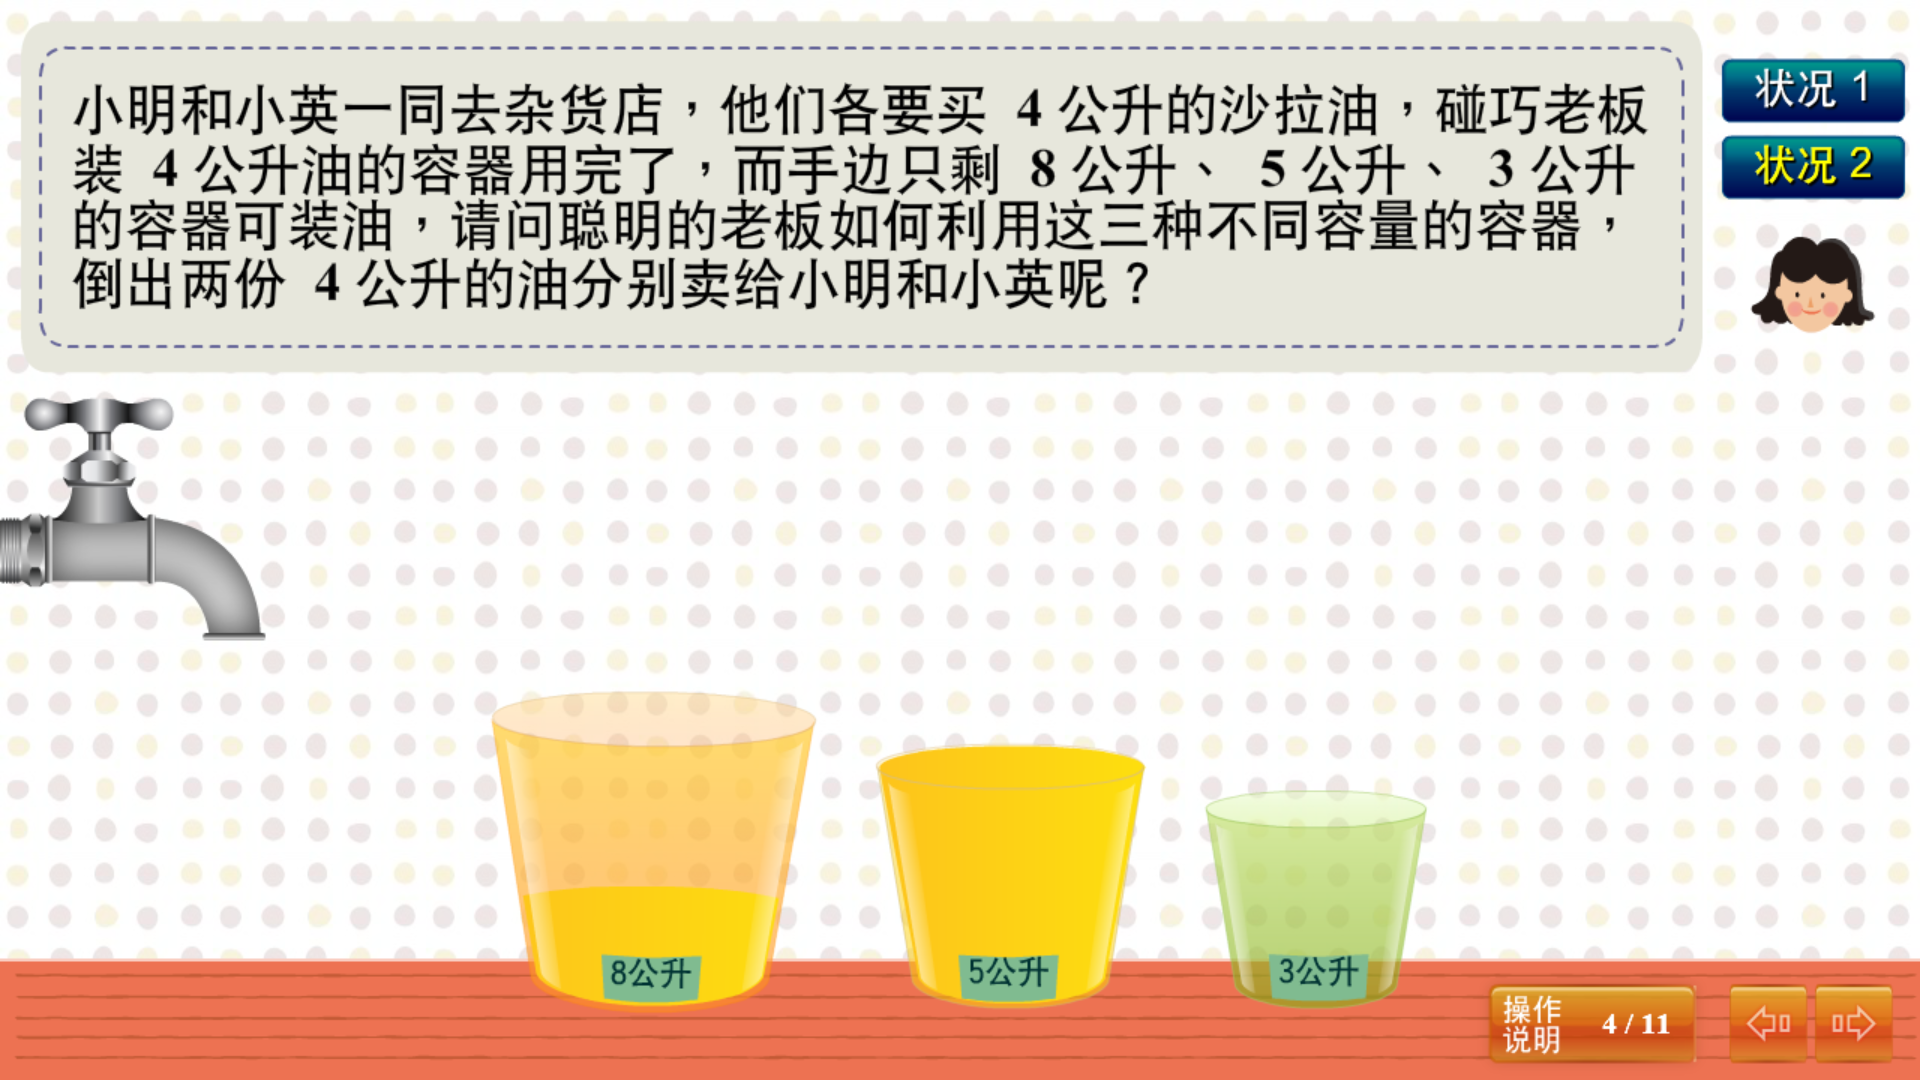 小明和小英一同去杂货店，他们各要买 4 公升的沙拉油，碰巧老板
装 4 公升油的容器用完了，而手边只剩 8 公升、 5 公升、 3 公升
的容器可装油，请问聪明的老板如何利用这三种不同容量的容器，
倒出两份 4 公升的油分别卖给小明和小英呢？
状况 1
状况 2
8公升
5公升
3公升
操作
说明
4 / 11